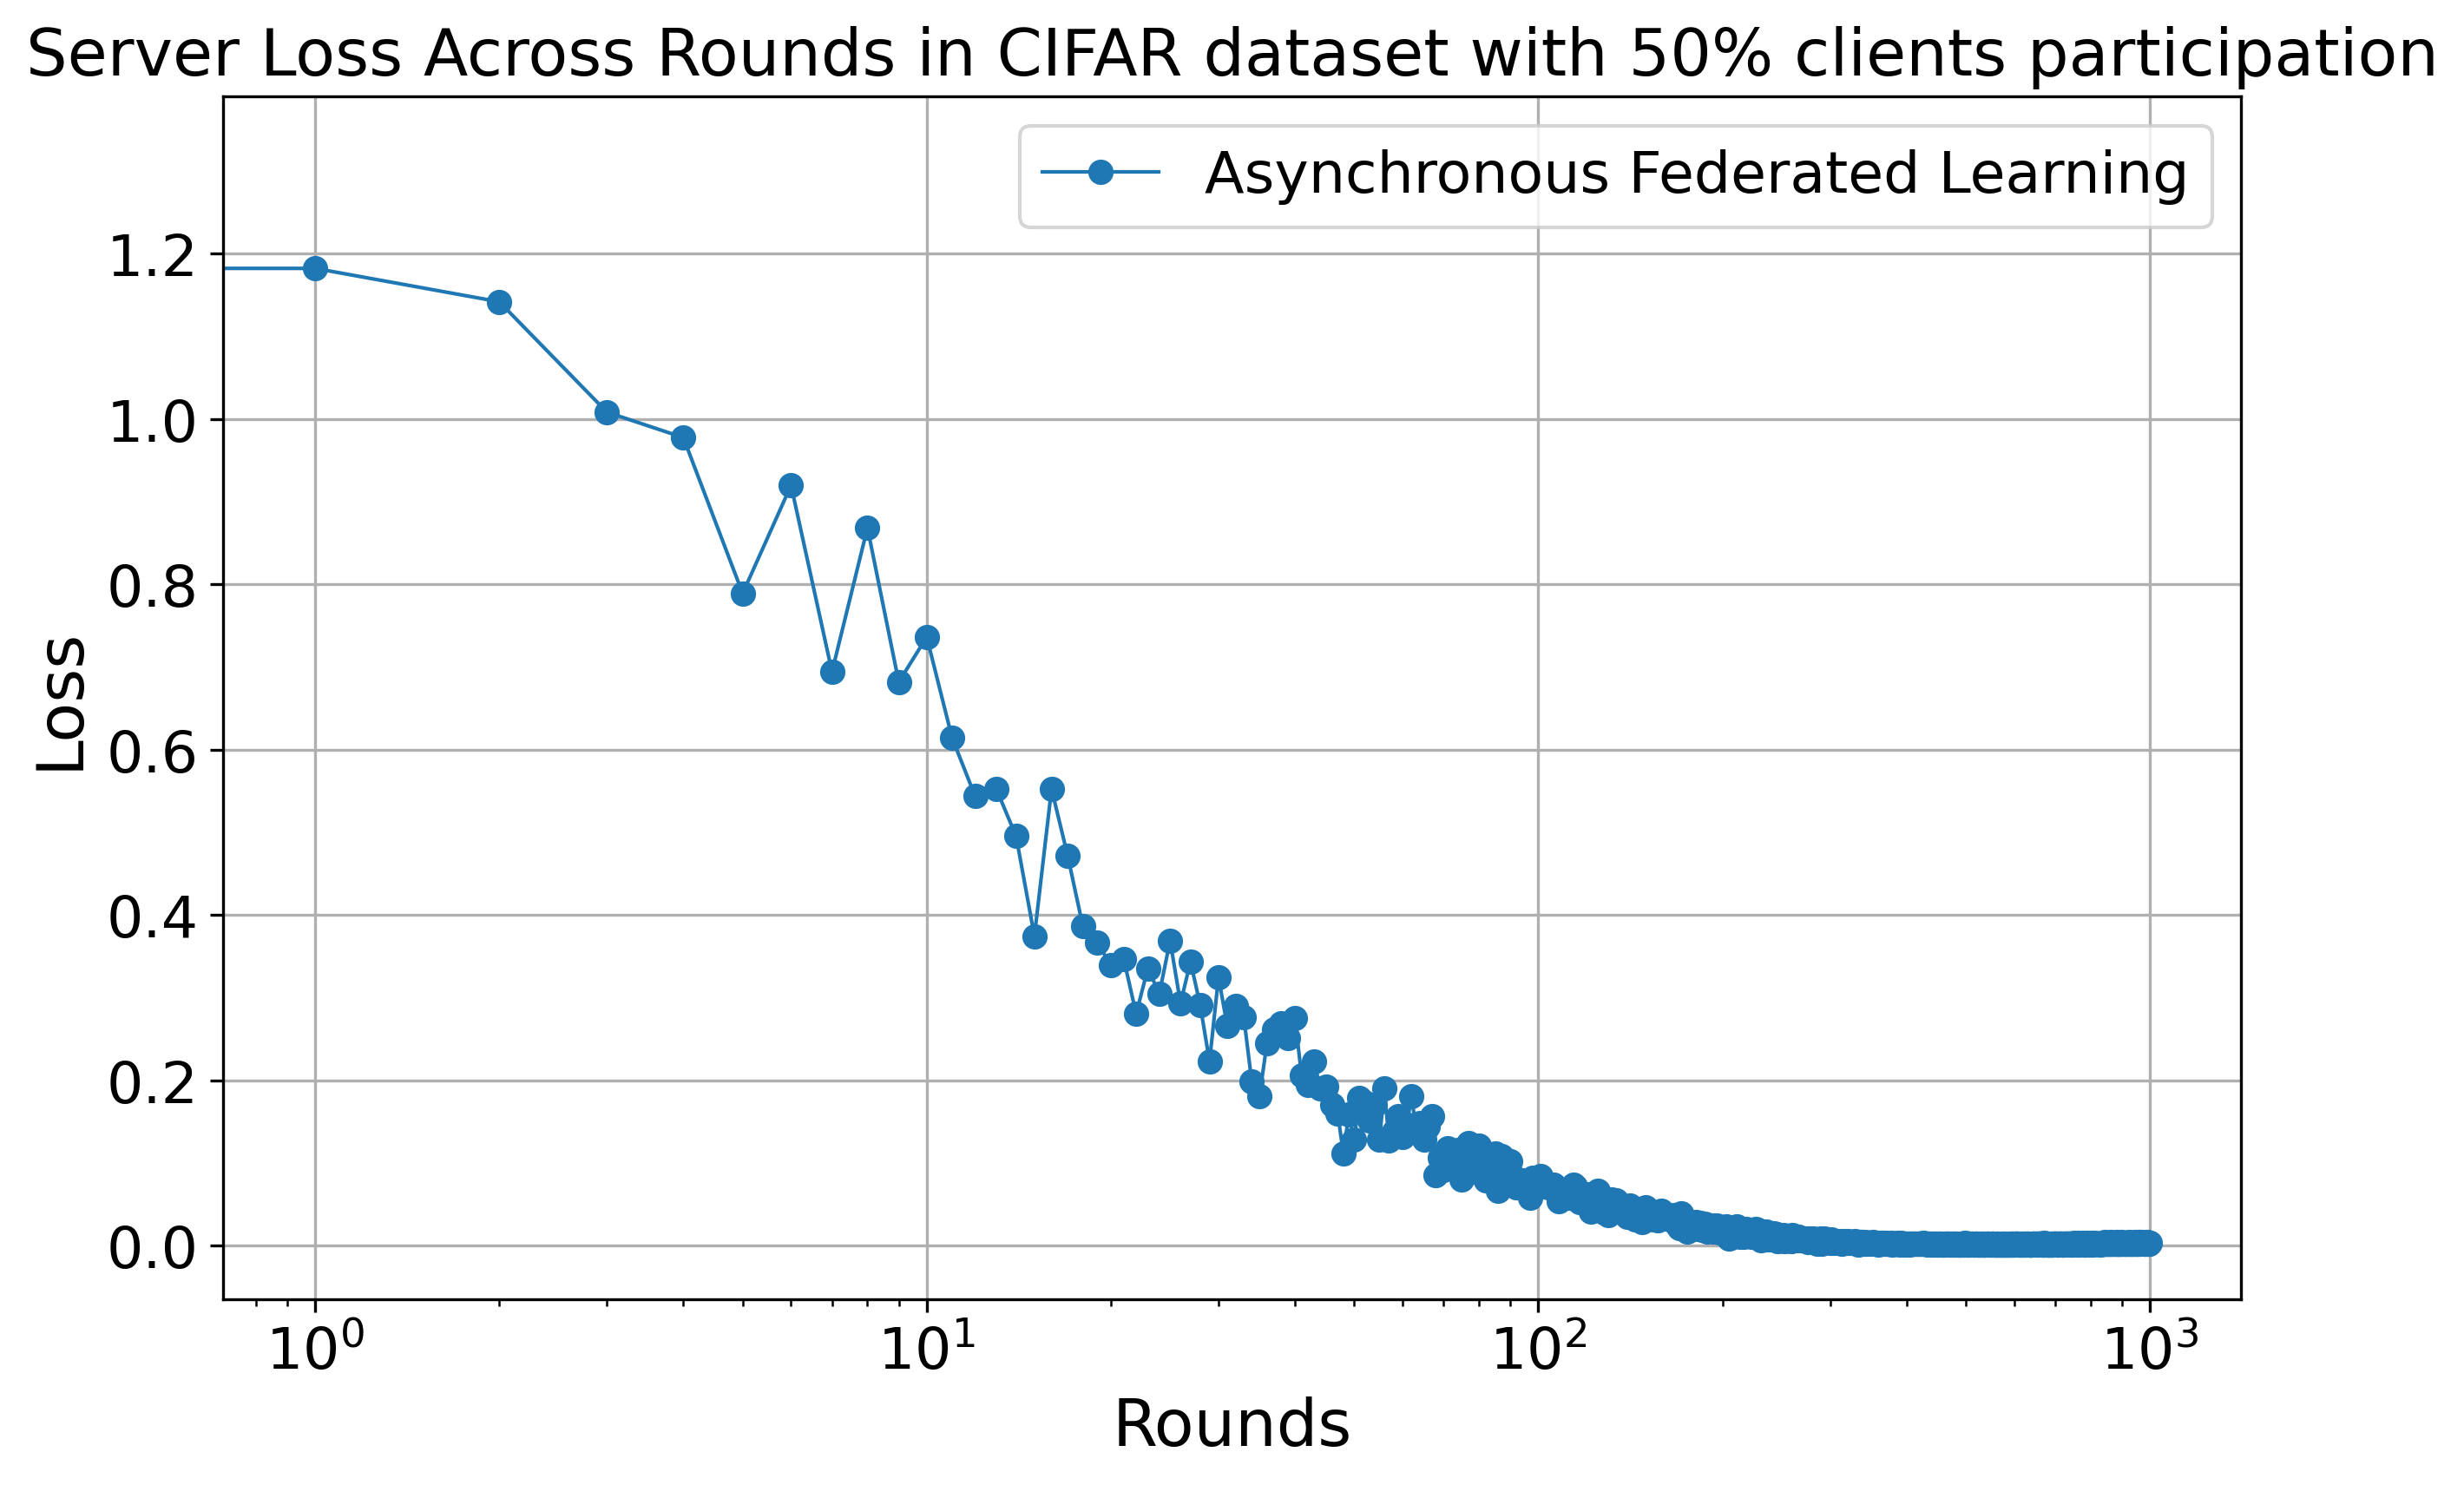 Server Loss Across Rounds in CIFAR dataset with 50% clients participation
Asynchronous Federated Learning
1.2
1.0
0.8
0.6
0.4
0.2
0.0
Loss
10⁰ 10¹ 10² 10³
Rounds